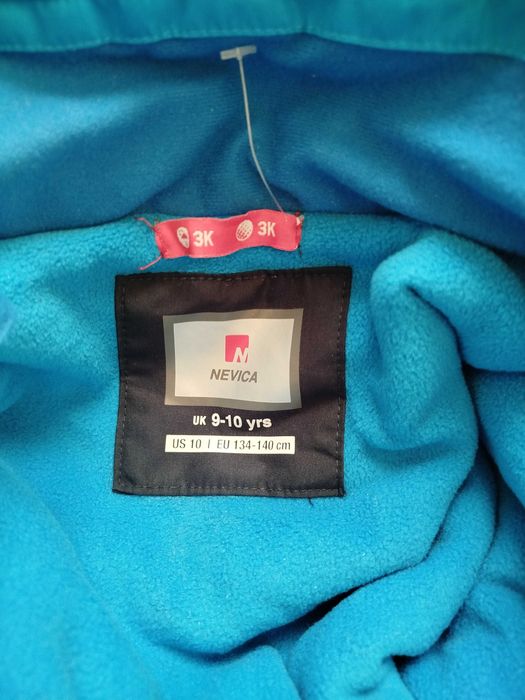 3K 3K
N
NEVICA
UK 9-10 yrs
US 10 | EU 134-140 cm